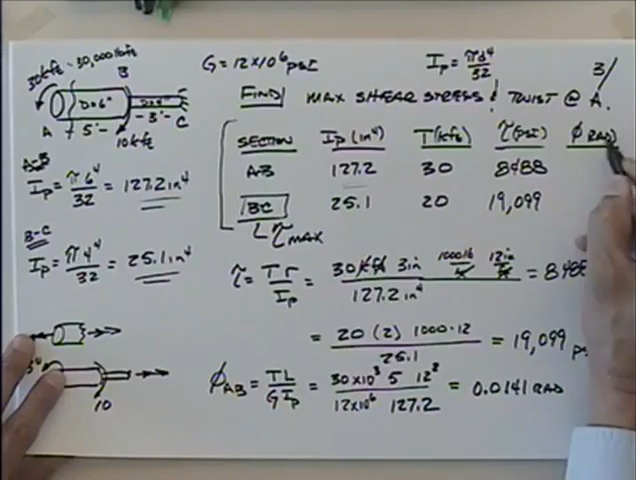 30kft = 30,000lbft
G = 12×10⁶ psi
Ip = πd⁴/32
3/
FIND MAX SHEAR STRESS & TWIST @ A.
B
D=6" D=4"
A 5' 3' C
10kft
SECTION Ip (in⁴) T(kft) τ(psi) φ RAD)
AB 127.2 30 8488
BC 25.1 20 19,099
τMAX
A-B
Ip = π6⁴/32 = 127.2 in⁴
B-C
Ip = π4⁴/32 = 25.1 in⁴
τ = Tr/Ip = 30 kft 3in 1000lb/k 12in/ft / 127.2 in⁴ = 848
= 20 (2) 1000·12 / 25.1 = 19,099 ps
φAB = TL/GIp = 30×10³ 5 12² / 12×10⁶ 127.2 = 0.0141 RAD
10